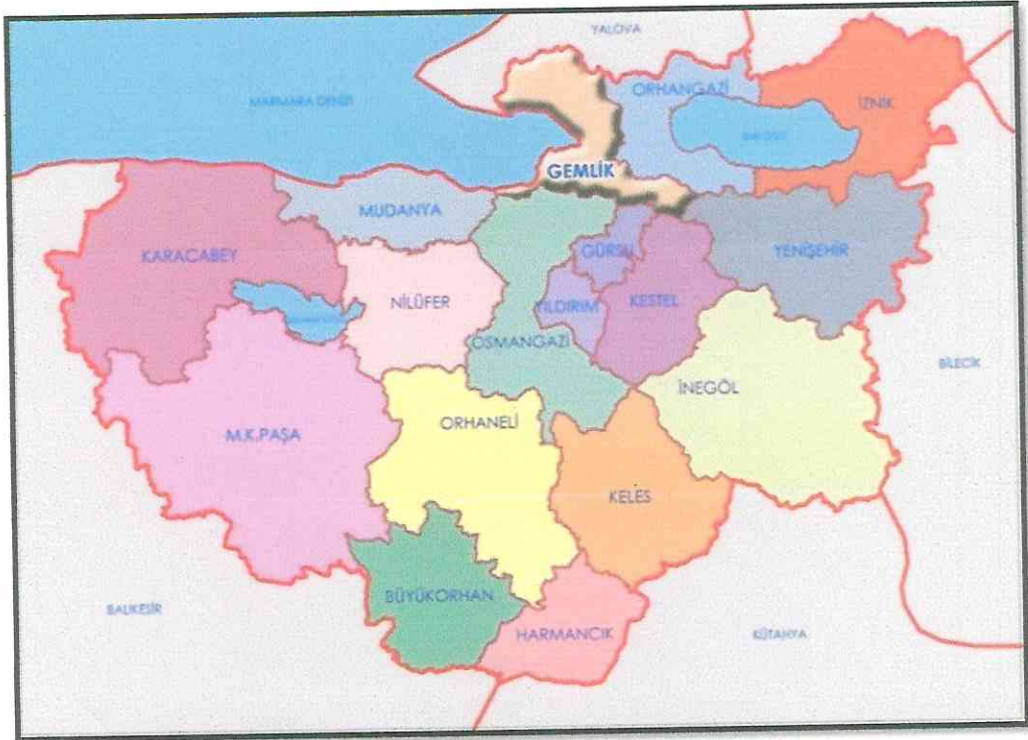 YALOVA
MARMARA DENİZİ
ORHANGAZİ
İZNİK
GEMLİK
MUDANYA
GÜRSU
YENİŞEHİR
KARACABEY
NİLÜFER
YILDIRIM
KESTEL
OSMANGAZİ
BİLECİK
İNEGÖL
ORHANELİ
M.K.PAŞA
KELES
BÜYÜKORHAN
BALIKESİR
HARMANCIK
KÜTAHYA